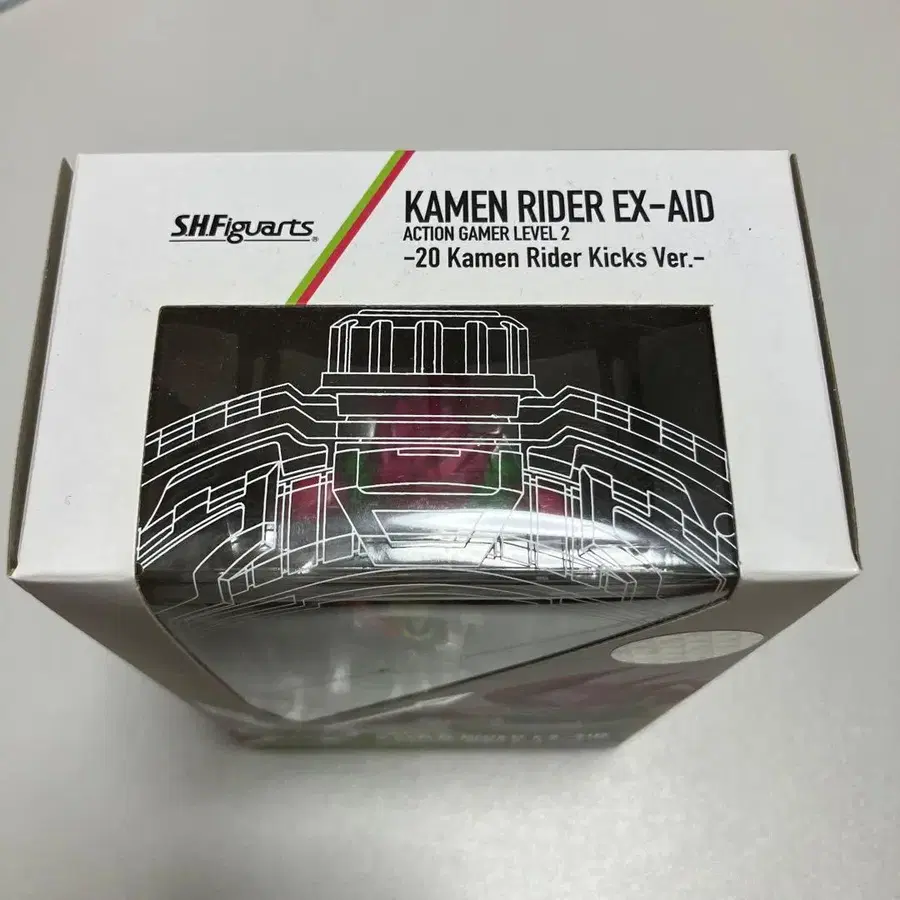 S.H.Figuarts
KAMEN RIDER EX-AID
ACTION GAMER LEVEL 2
-20 Kamen Rider Kicks Ver.-